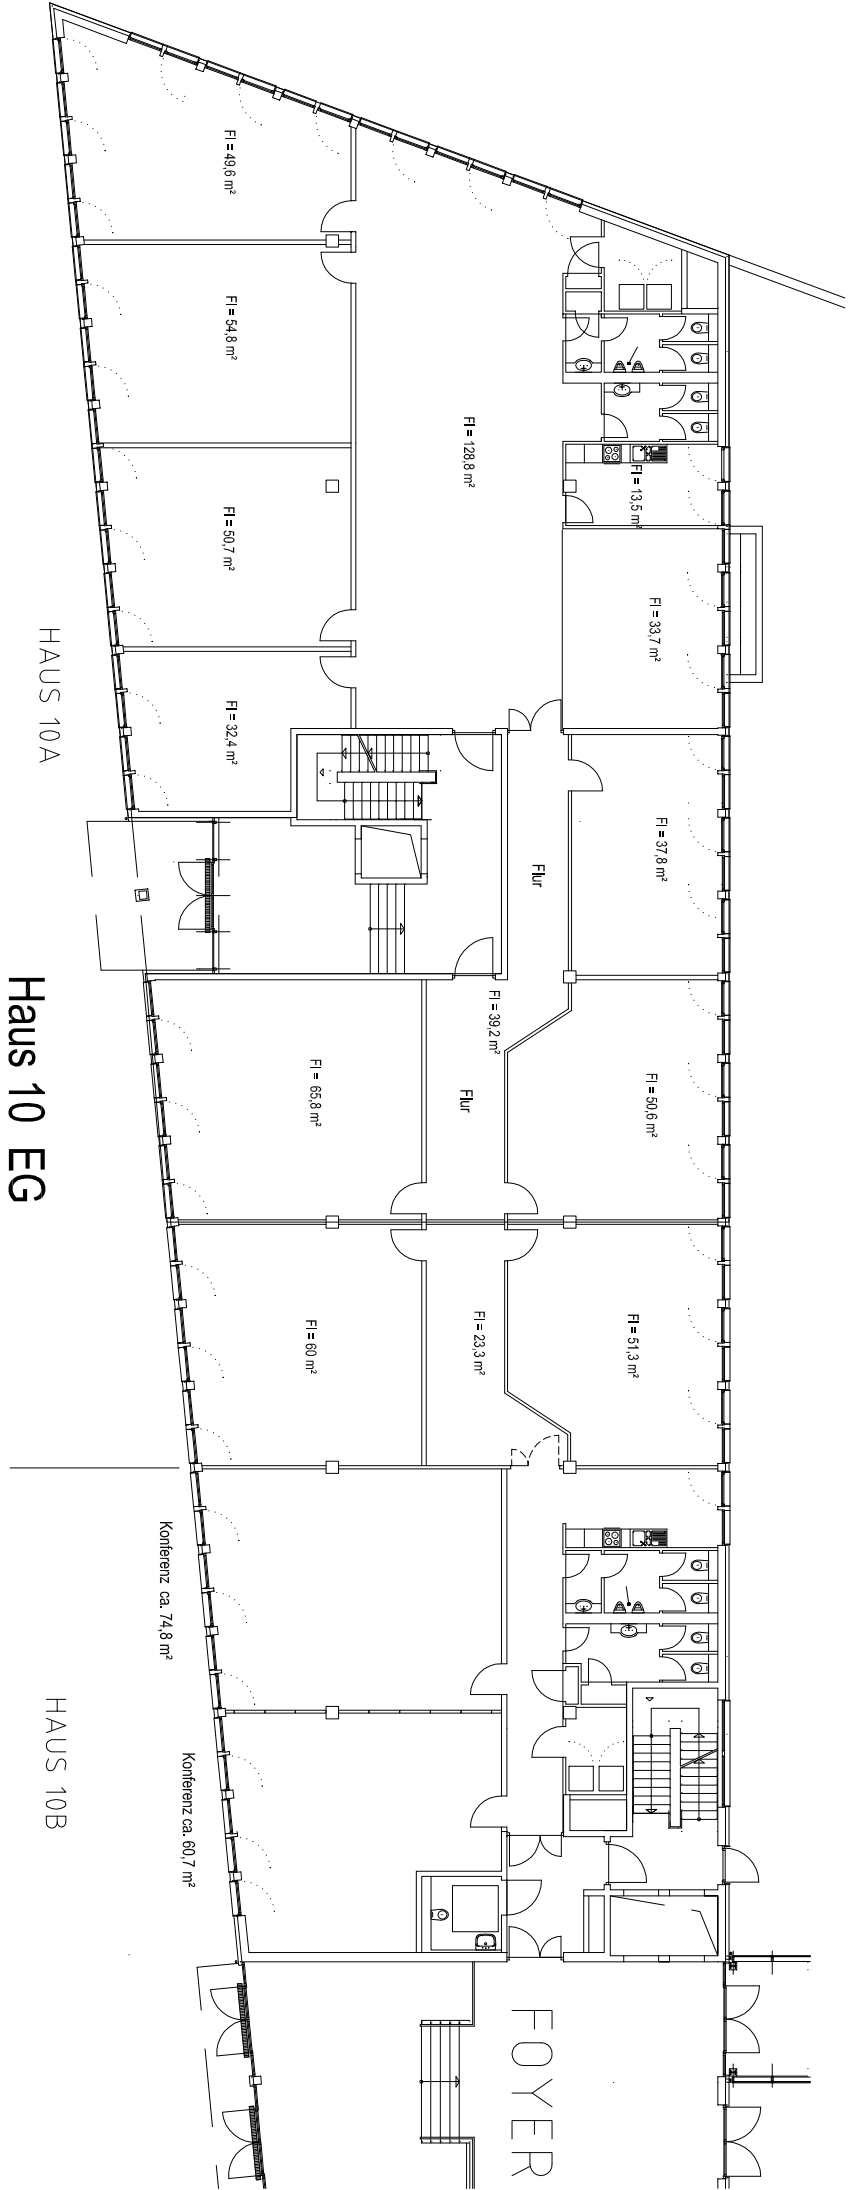 Fl = 49,6 m²
Fl = 54,8 m²
Fl = 128,8 m²
Fl = 13,5 m²
Fl = 50,7 m²
Fl = 33,7 m²
HAUS 10A
Fl = 32,4 m²
Fl = 37,8 m²
Flur
Haus 10 EG
Fl = 39,2 m²
Fl = 65,8 m²
Flur
Fl = 50,6 m²
Fl = 60 m²
Fl = 23,3 m²
Fl = 51,3 m²
Konferenz ca. 74,8 m²
HAUS 10B
Konferenz ca. 60,7 m²
FOYER